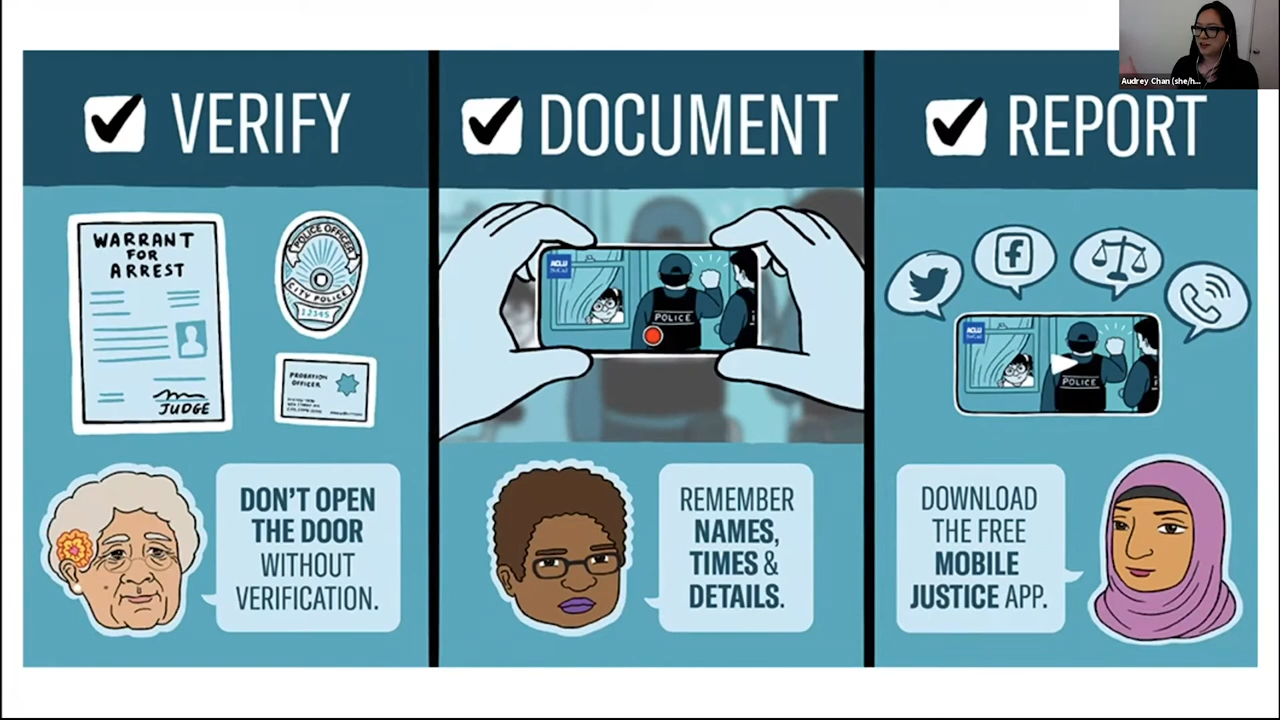 Audrey Chan (she/h...
VERIFY
WARRANT
FOR
ARREST
JUDGE
POLICE OFFICER
CITY POLICE
12345
PROBATION
OFFICER
DON'T OPEN
THE DOOR
WITHOUT
VERIFICATION.
DOCUMENT
ACLU
SoCal
POLICE
REMEMBER
NAMES,
TIMES &
DETAILS.
REPORT
ACLU
SoCal
POLICE
DOWNLOAD
THE FREE
MOBILE
JUSTICE APP.